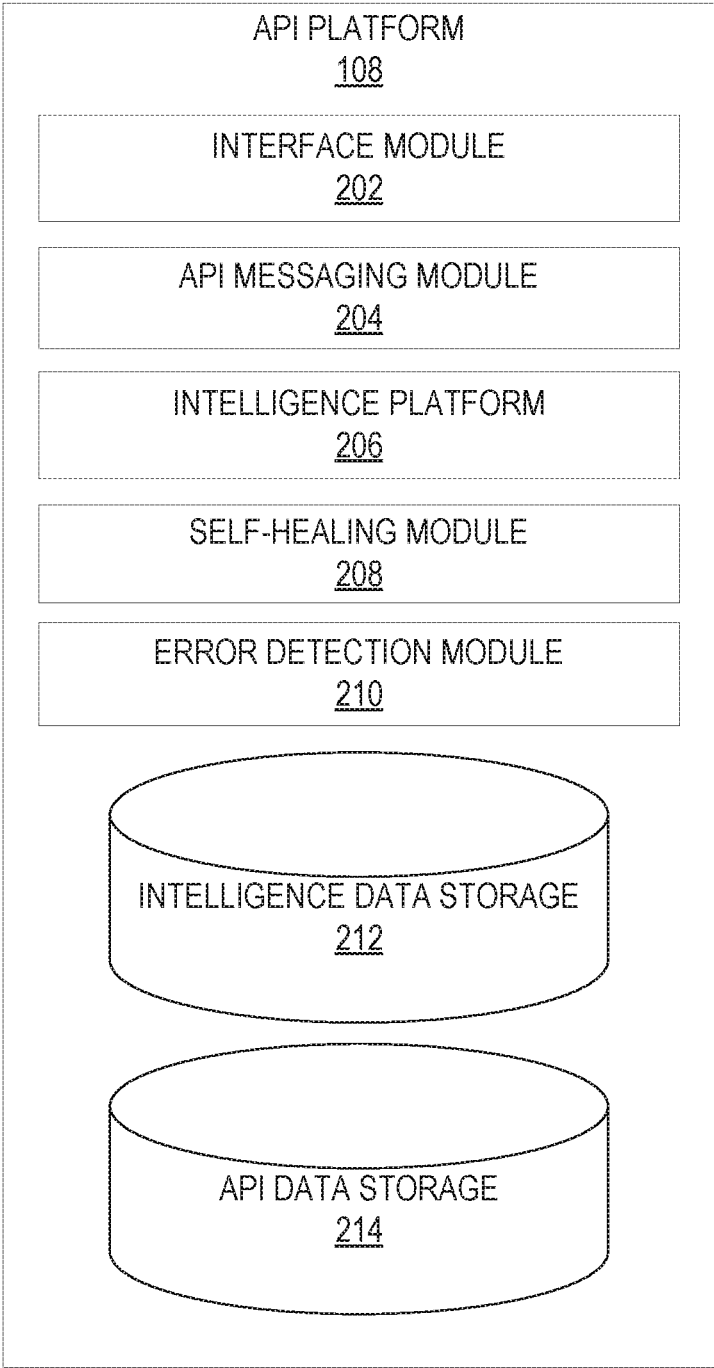 API PLATFORM
108
INTERFACE MODULE
202
API MESSAGING MODULE
204
INTELLIGENCE PLATFORM
206
SELF-HEALING MODULE
208
ERROR DETECTION MODULE
210
INTELLIGENCE DATA STORAGE
212
API DATA STORAGE
214